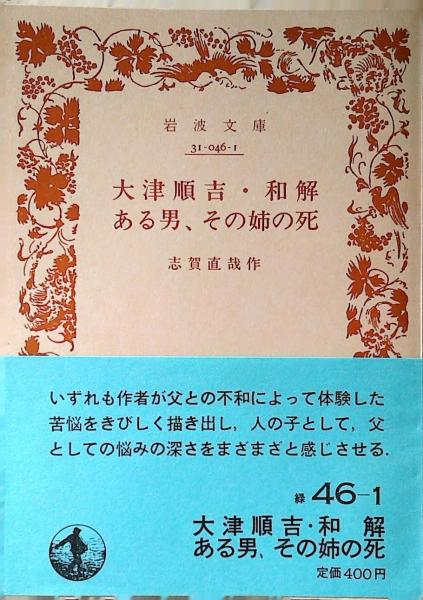 岩波文庫
31-046-1
大津順吉・和解
ある男、その姉の死
志賀直哉作
いずれも作者が父との不和によって体験した
苦悩をきびしく描き出し，人の子として，父
としての悩みの深さをまざまざと感じさせる．
緑 46-1
大津順吉・和 解
ある男、その姉の死
定価400円